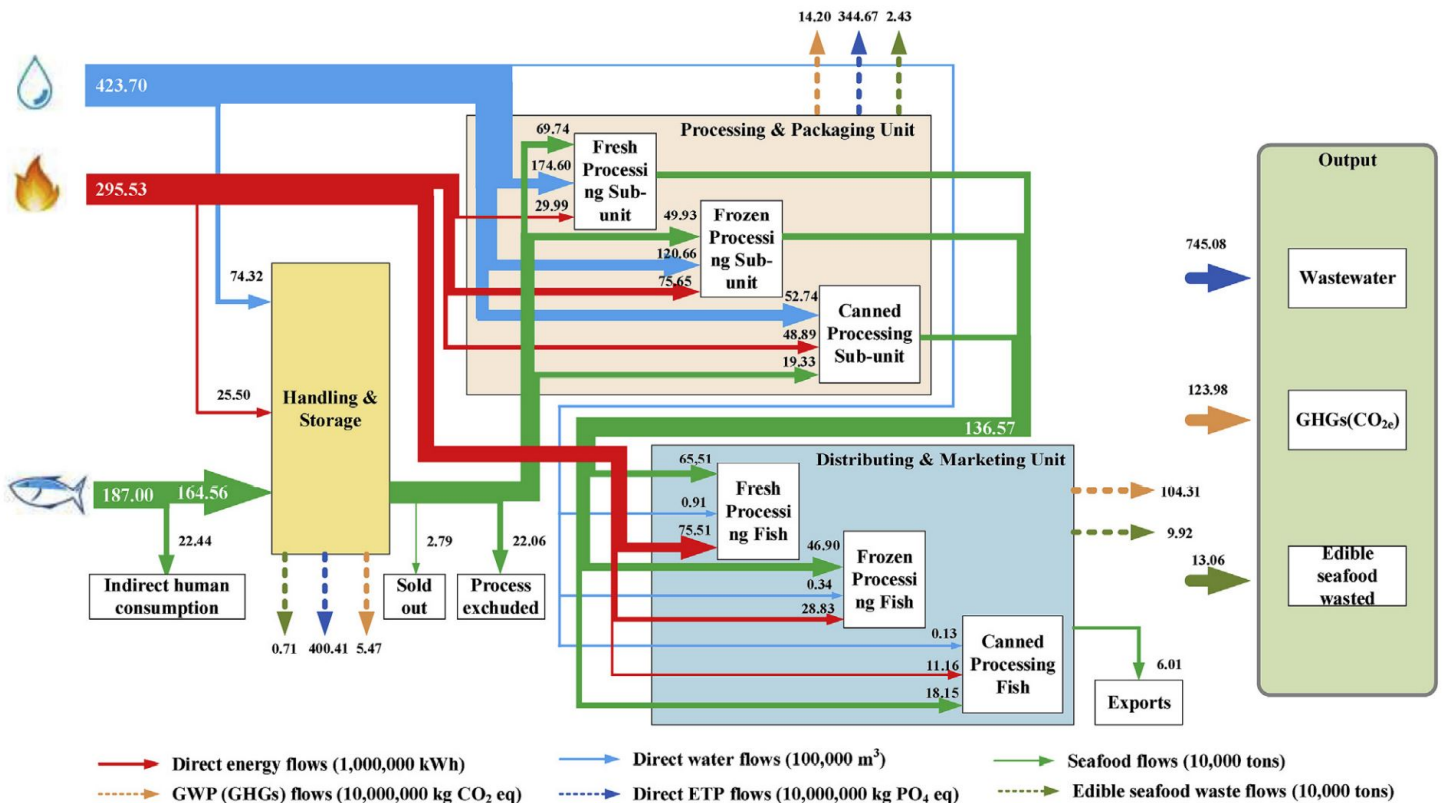 14.20 344.67 2.43
423.70
69.74
Processing & Packaging Unit
Fresh
Processi
ng Sub-
unit
174.60
29.99
295.53
49.93
Frozen
Processi
ng Sub-
unit
120.66
75.65
52.74
Canned
Processing
Sub-unit
48.89
19.33
74.32
25.50
Handling &
Storage
187.00 164.56
22.44
Indirect human
consumption
2.79
Sold
out
22.06
Process
exchuded
0.71 400.41 5.47
136.57
Distributing & Marketing Unit
65.51
Fresh
Processi
ng Fish
0.91
75.51
46.90
Frozen
Processi
ng Fish
0.34
28.83
0.13
Canned
Processing
Fish
11.16
18.15
104.31
9.92
6.01
Exports
Output
745.08
Wastewater
123.98
GHGs(CO2e)
13.06
Edible
seafood
wasted
Direct energy flows (1,000,000 kWh)
Direct water flows (100,000 m³)
Seafood flows (10,000 tons)
GWP (GHGs) flows (10,000,000 kg CO2 eq)
Direct ETP flows (10,000,000 kg PO4 eq)
Edible seafood waste flows (10,000 tons)